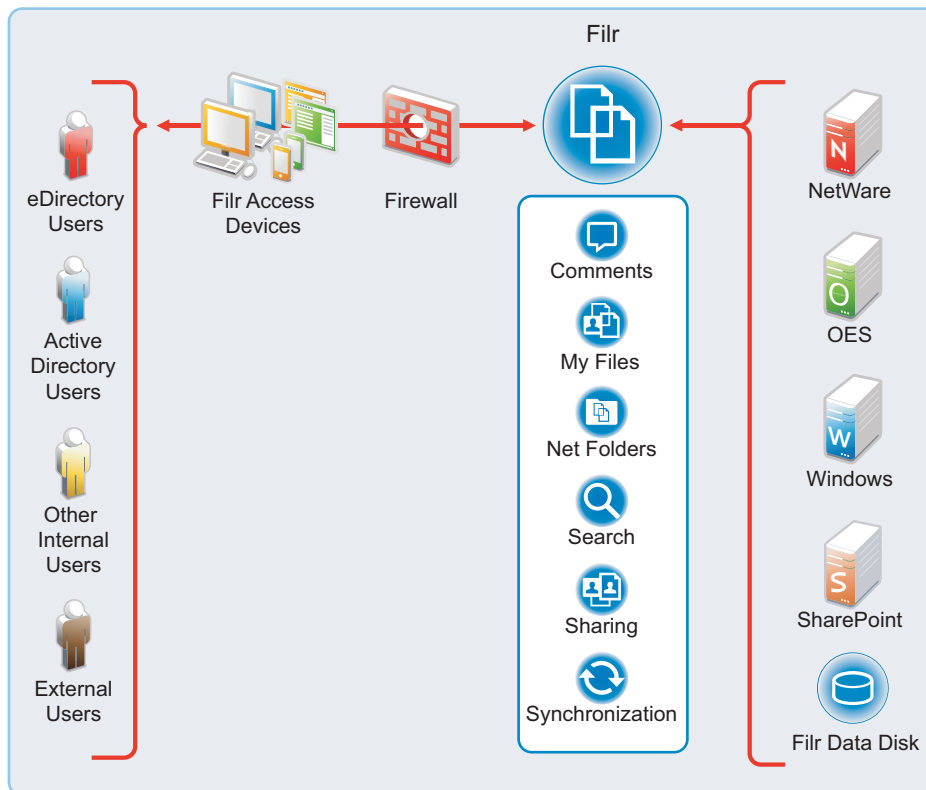 Filr
eDirectory
Users
Active
Directory
Users
Other
Internal
Users
External
Users
Filr Access
Devices
Firewall
Comments
My Files
Net Folders
Search
Sharing
Synchronization
N
NetWare
O
OES
W
Windows
S
SharePoint
Filr Data Disk